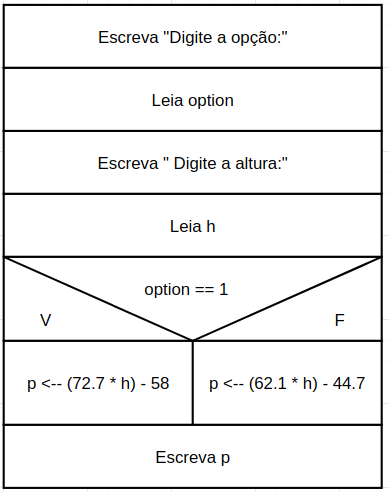 Escreva "Digite a opção:"
Leia option
Escreva " Digite a altura:"
Leia h
option == 1
V
F
p <-- (72.7 * h) - 58
p <-- (62.1 * h) - 44.7
Escreva p